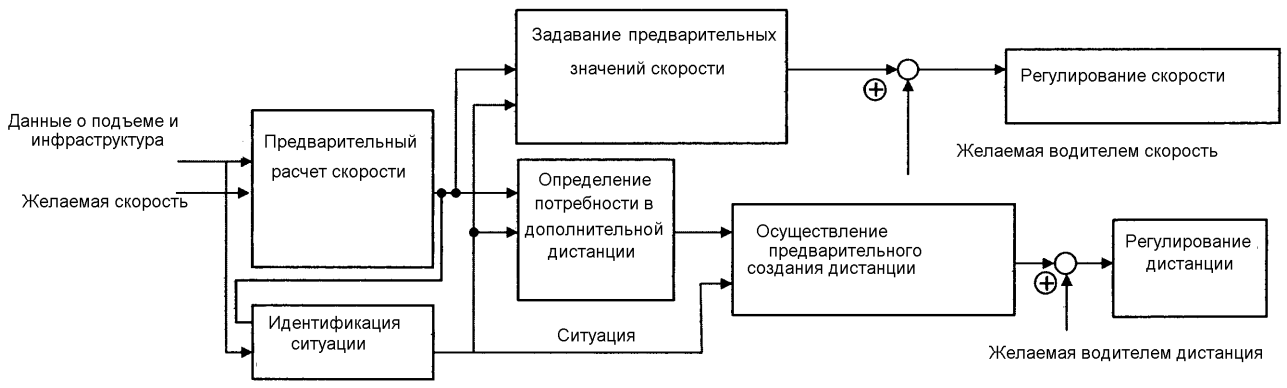 Данные о подъеме и
инфраструктура
Желаемая скорость
Предварительный
расчет скорости
Идентификация
ситуации
Задавание предварительных
значений скорости
Определение
потребности в
дополнительной
дистанции
Ситуация
Осуществление
предварительного
создания дистанции
Регулирование скорости
Желаемая водителем скорость
Регулирование
дистанции
Желаемая водителем дистанция